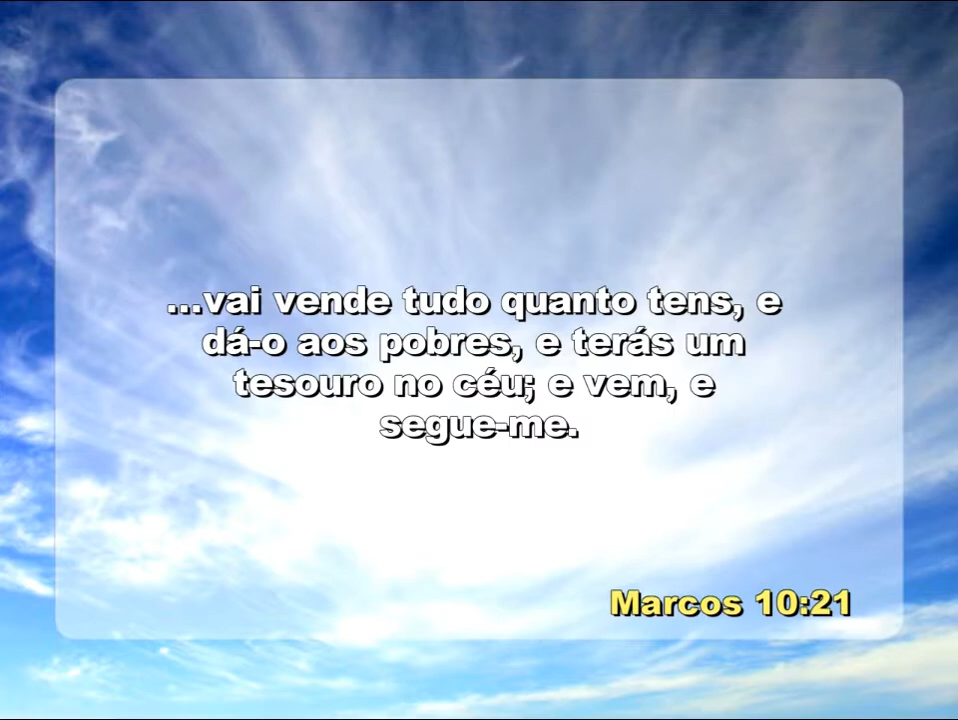 ...vai vende tudo quanto tens, e
dá-o aos pobres, e terás um
tesouro no céu; e vem, e
segue-me.
Marcos 10:21